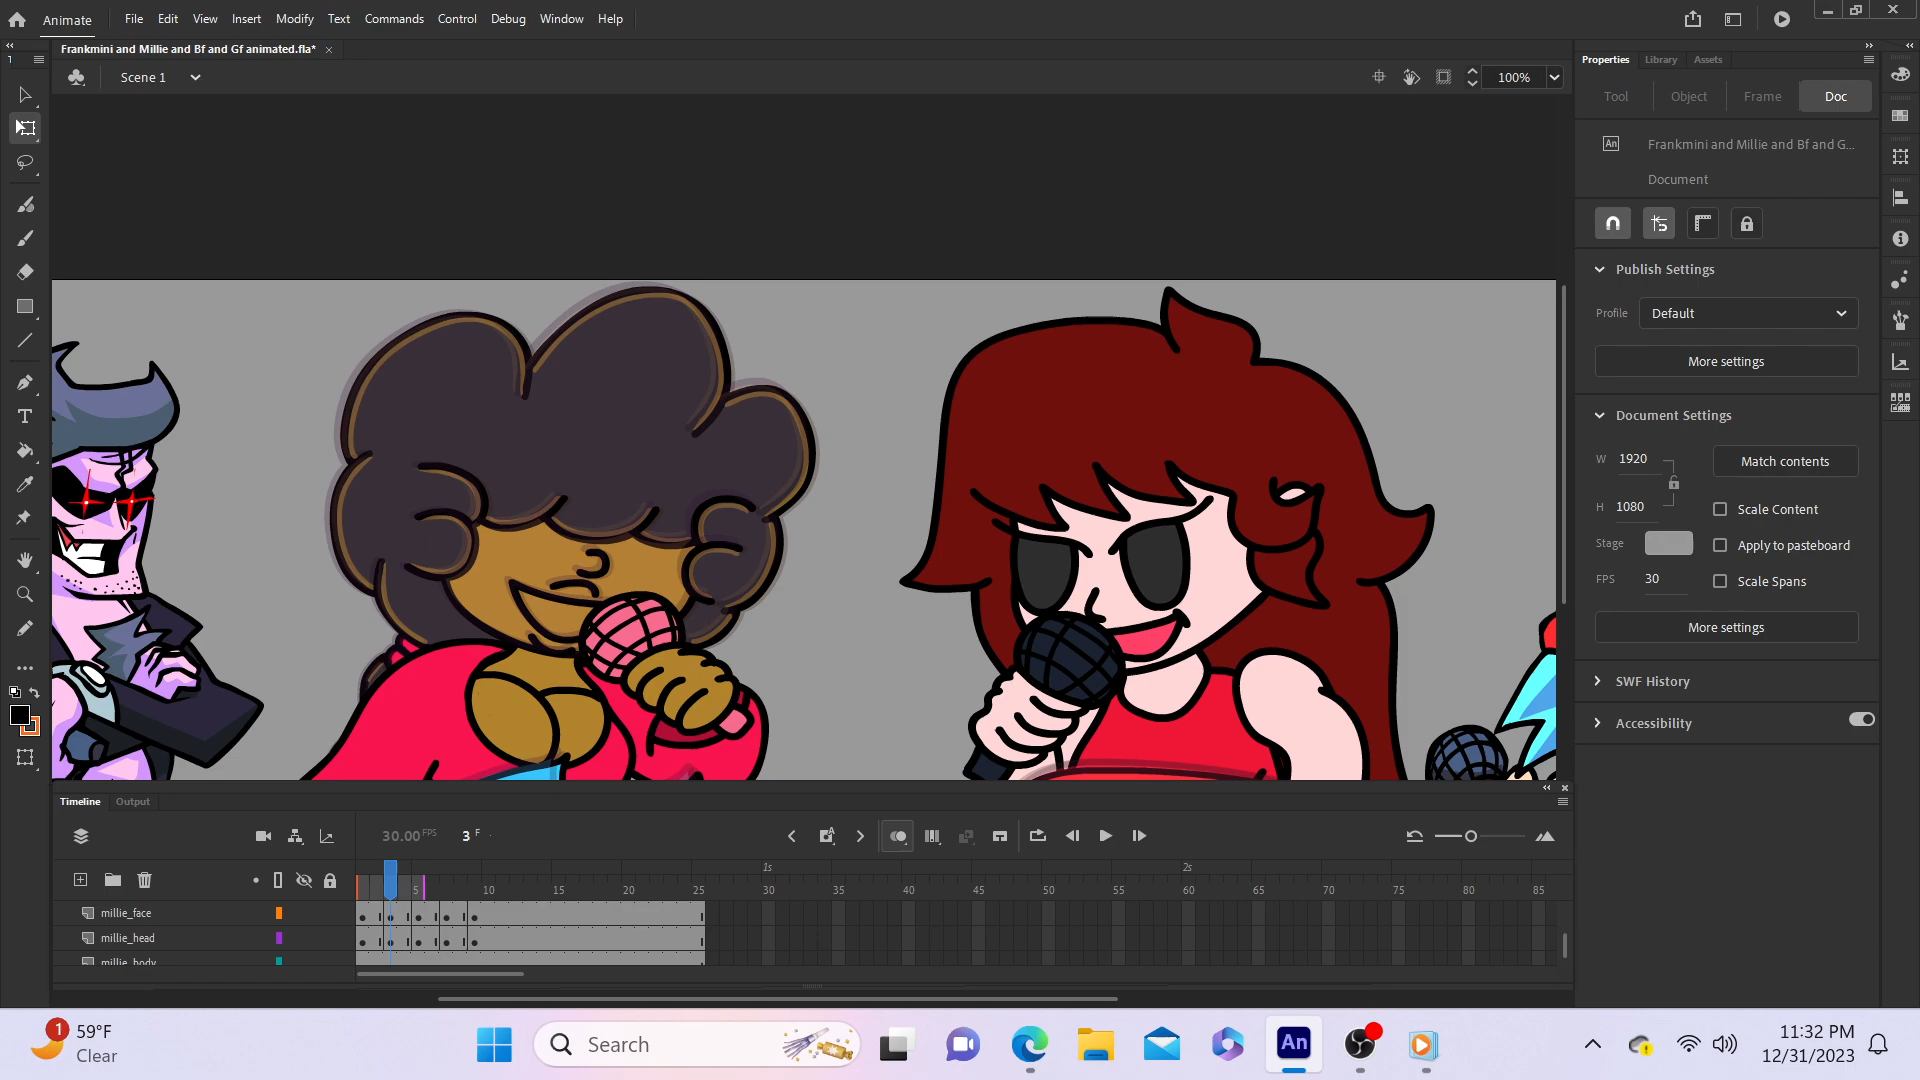 Animate
File Edit View Insert Modify Text Commands Control Debug Window Help
Frankmini and Millie and Bf and Gf animated.fla*
1
Scene 1
100%
Properties Library Assets
Tool Object Frame Doc
An
Frankmini and Millie and Bf and G...
Document
Publish Settings
Profile Default
More settings
Document Settings
W 1920
Match contents
H 1080
Scale Content
Stage
Apply to pasteboard
FPS 30
Scale Spans
More settings
SWF History
Accessibility
Timeline Output
30.00 FPS 3 F
1s 2s
5 10 15 20 25 30 35 40 45 50 55 60 65 70 75 80 85
millie_face
millie_head
millie_body
1
59°F
Clear
Search
An
11:32 PM
12/31/2023